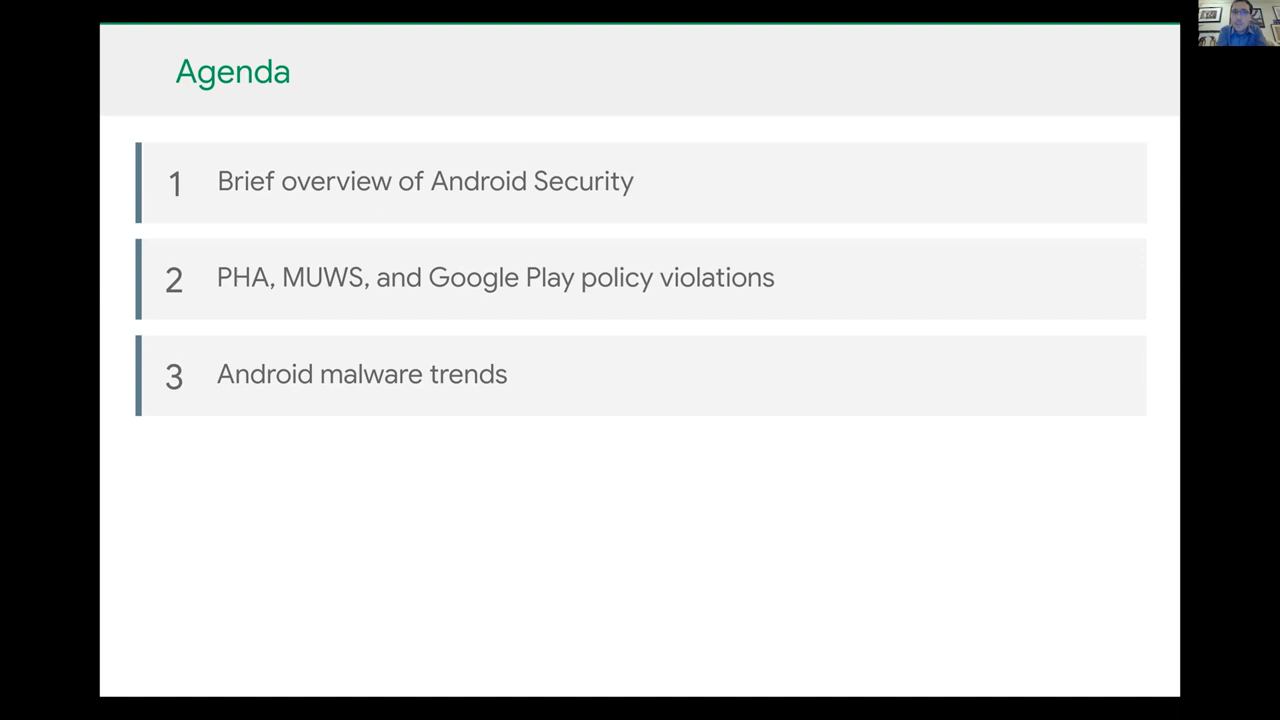 Agenda
1 Brief overview of Android Security
2 PHA, MUWS, and Google Play policy violations
3 Android malware trends